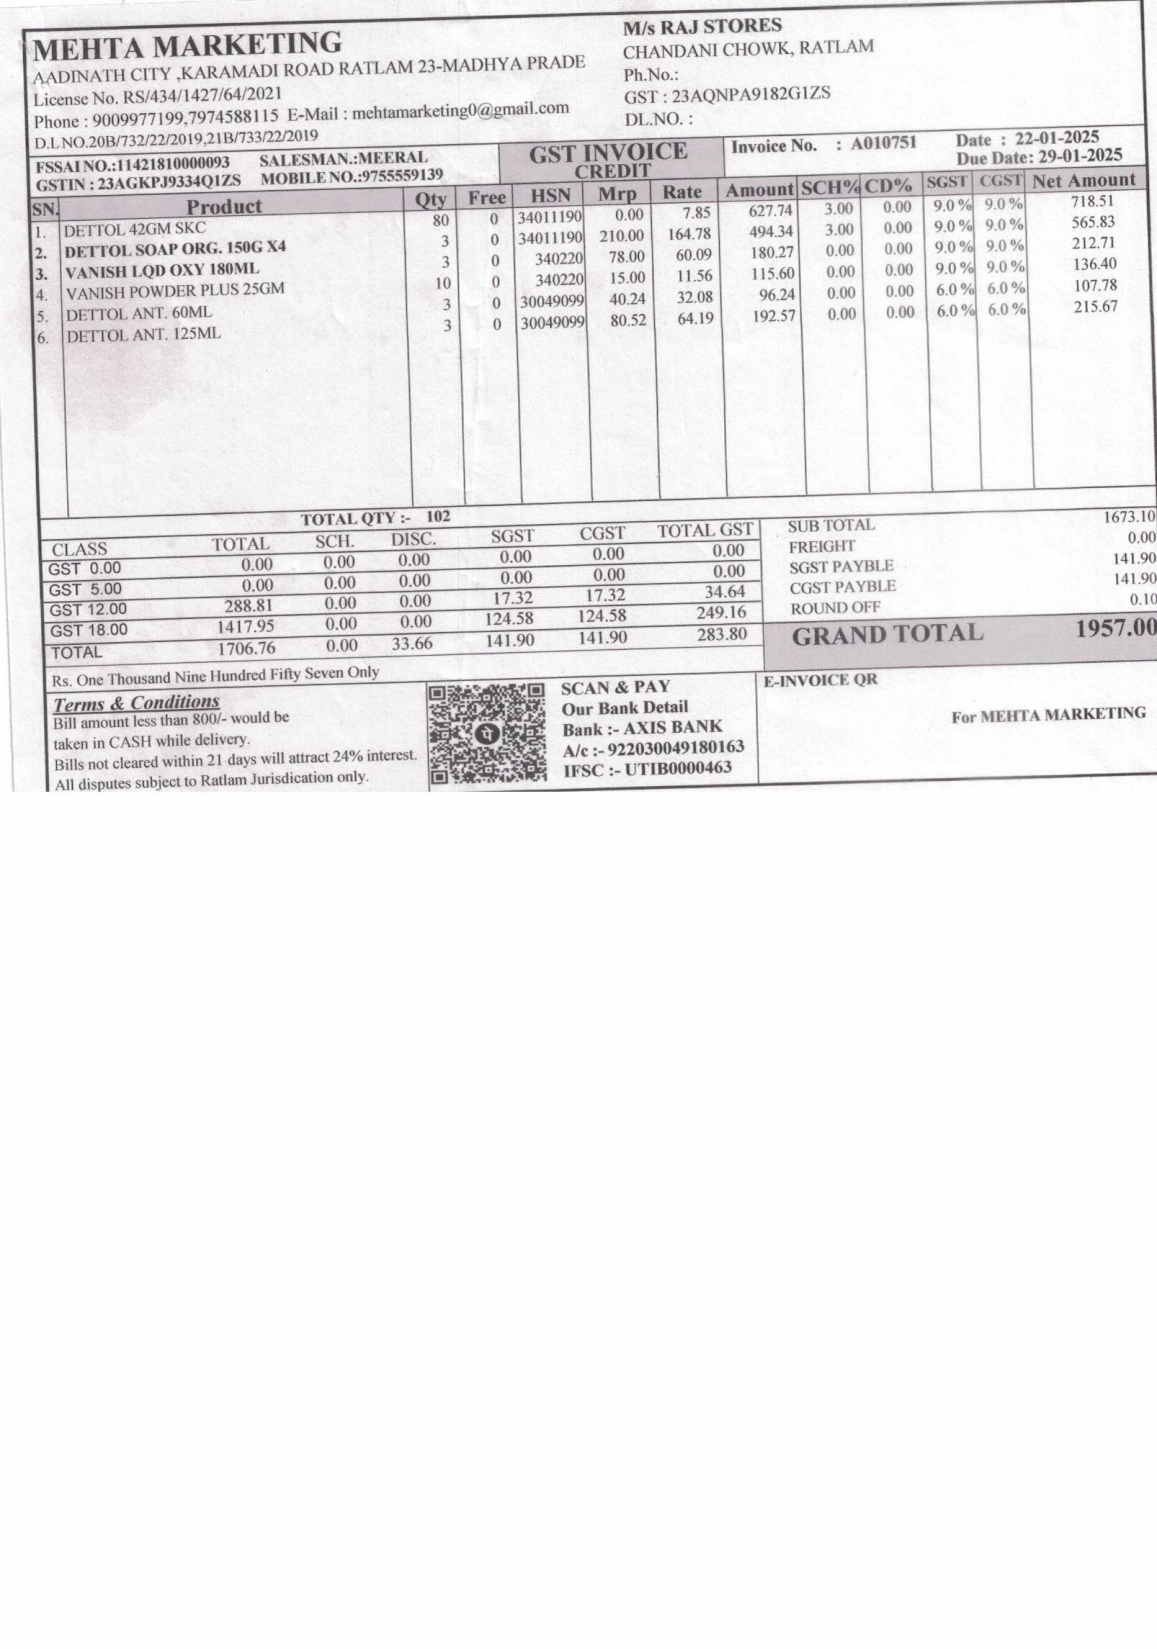 MEHTA MARKETING
AADINATH CITY ,KARAMADI ROAD RATLAM 23-MADHYA PRADE
License No. RS/434/1427/64/2021
Phone : 9009977199,7974588115 E-Mail : mehtamarketing0@gmail.com
D.L NO.20B/732/22/2019,21B/733/22/2019
M/s RAJ STORES
CHANDANI CHOWK, RATLAM
Ph.No.:
GST : 23AQNPA9182G1ZS
DL.NO. :
FSSAI NO.:11421810000093 SALESMAN.:MEERAL
GSTIN : 23AGKPJ9334Q1ZS MOBILE NO.:9755559139
GST INVOICE
CREDIT
Invoice No. : A010751 Date : 22-01-2025
Due Date: 29-01-2025
SN. Product Qty Free HSN Mrp Rate Amount SCH% CD% SGST CGST Net Amount
1. DETTOL 42GM SKC 80 0 34011190 0.00 7.85 627.74 3.00 0.00 9.0 % 9.0 % 718.51
2. DETTOL SOAP ORG. 150G X4 3 0 34011190 210.00 164.78 494.34 3.00 0.00 9.0 % 9.0 % 565.83
3. VANISH LQD OXY 180ML 3 0 340220 78.00 60.09 180.27 0.00 0.00 9.0 % 9.0 % 212.71
4. VANISH POWDER PLUS 25GM 10 0 340220 15.00 11.56 115.60 0.00 0.00 9.0 % 9.0 % 136.40
5. DETTOL ANT. 60ML 3 0 30049099 40.24 32.08 96.24 0.00 0.00 6.0 % 6.0 % 107.78
6. DETTOL ANT. 125ML 3 0 30049099 80.52 64.19 192.57 0.00 0.00 6.0 % 6.0 % 215.67
TOTAL QTY :- 102
CLASS TOTAL SCH. DISC. SGST CGST TOTAL GST
GST 0.00 0.00 0.00 0.00 0.00 0.00 0.00
GST 5.00 0.00 0.00 0.00 0.00 0.00 0.00
GST 12.00 288.81 0.00 0.00 17.32 17.32 34.64
GST 18.00 1417.95 0.00 0.00 124.58 124.58 249.16
TOTAL 1706.76 0.00 33.66 141.90 141.90 283.80
SUB TOTAL 1673.10
FREIGHT 0.00
SGST PAYBLE 141.90
CGST PAYBLE 141.90
ROUND OFF 0.10
GRAND TOTAL 1957.00
Rs. One Thousand Nine Hundred Fifty Seven Only
Terms & Conditions
Bill amount less than 800/- would be
taken in CASH while delivery.
Bills not cleared within 21 days will attract 24% interest.
All disputes subject to Ratlam Jurisdication only.
पे
SCAN & PAY
Our Bank Detail
Bank :- AXIS BANK
A/c :- 922030049180163
IFSC :- UTIB0000463
E-INVOICE QR
For MEHTA MARKETING